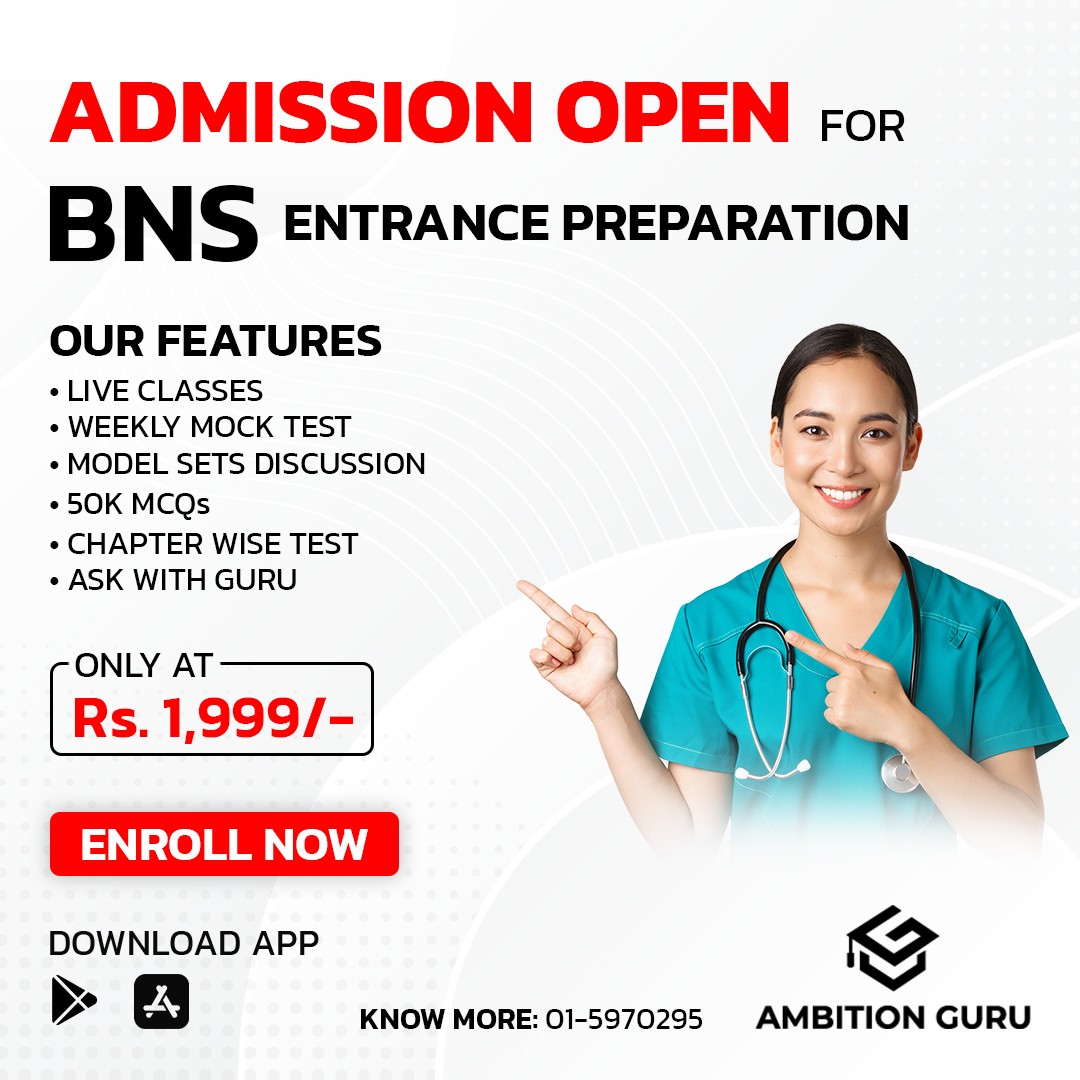 ADMISSION OPEN FOR
BNS ENTRANCE PREPARATION
OUR FEATURES
• LIVE CLASSES
• WEEKLY MOCK TEST
• MODEL SETS DISCUSSION
• 50K MCQs
• CHAPTER WISE TEST
• ASK WITH GURU
ONLY AT
Rs. 1,999/-
ENROLL NOW
DOWNLOAD APP
KNOW MORE: 01-5970295
AMBITION GURU